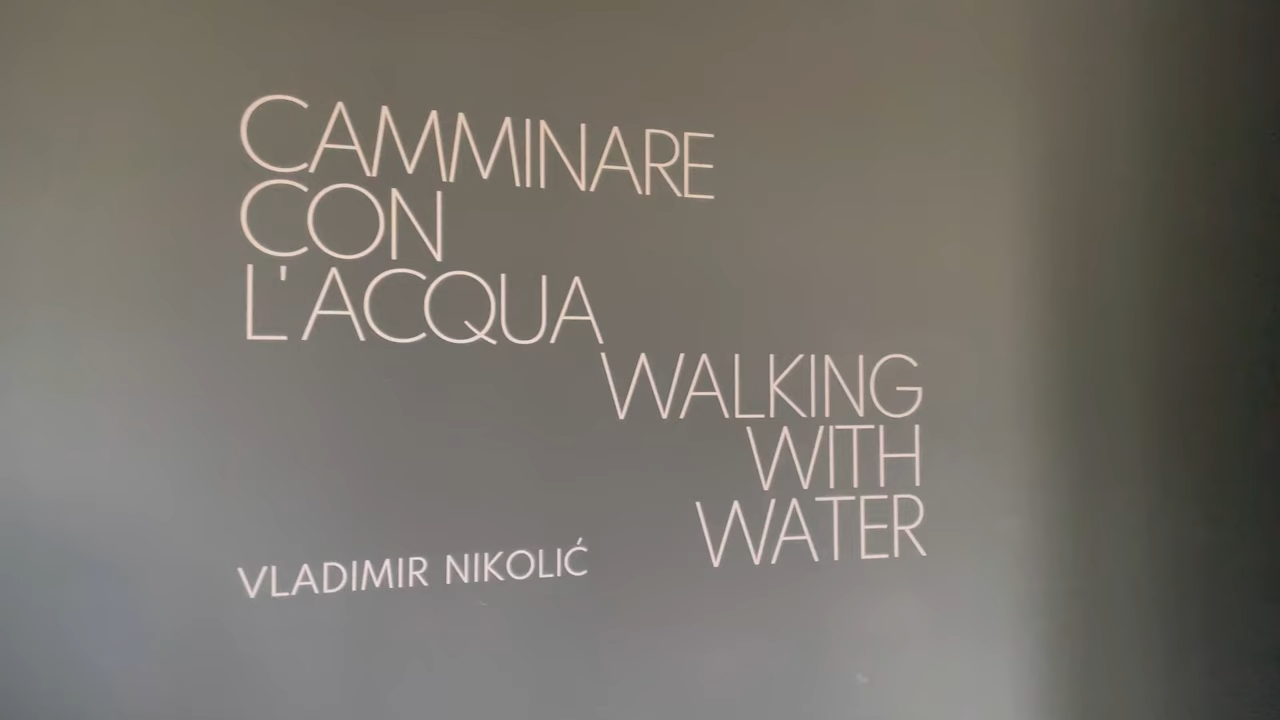 CAMMINARE
CON
L'ACQUA
WALKING
WITH
WATER
VLADIMIR NIKOLIĆ